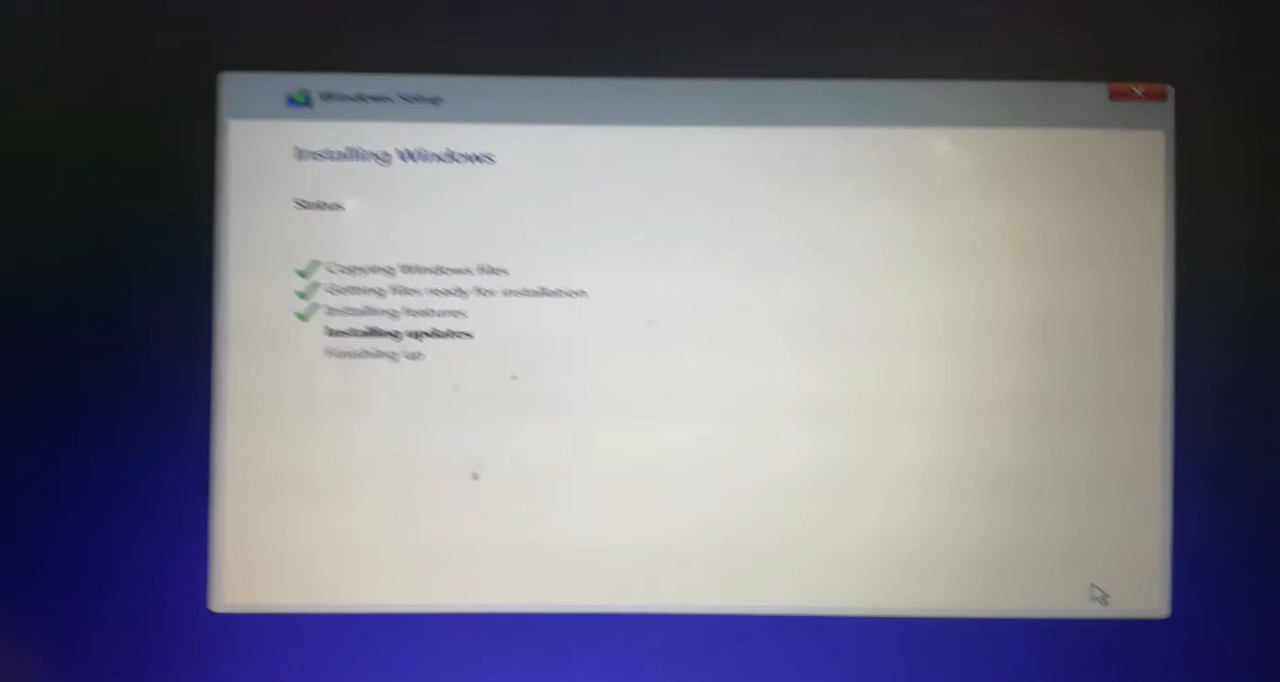 Windows Setup
Installing Windows
Status
Copying Windows files
Getting files ready for installation
Installing features
Installing updates
Finishing up